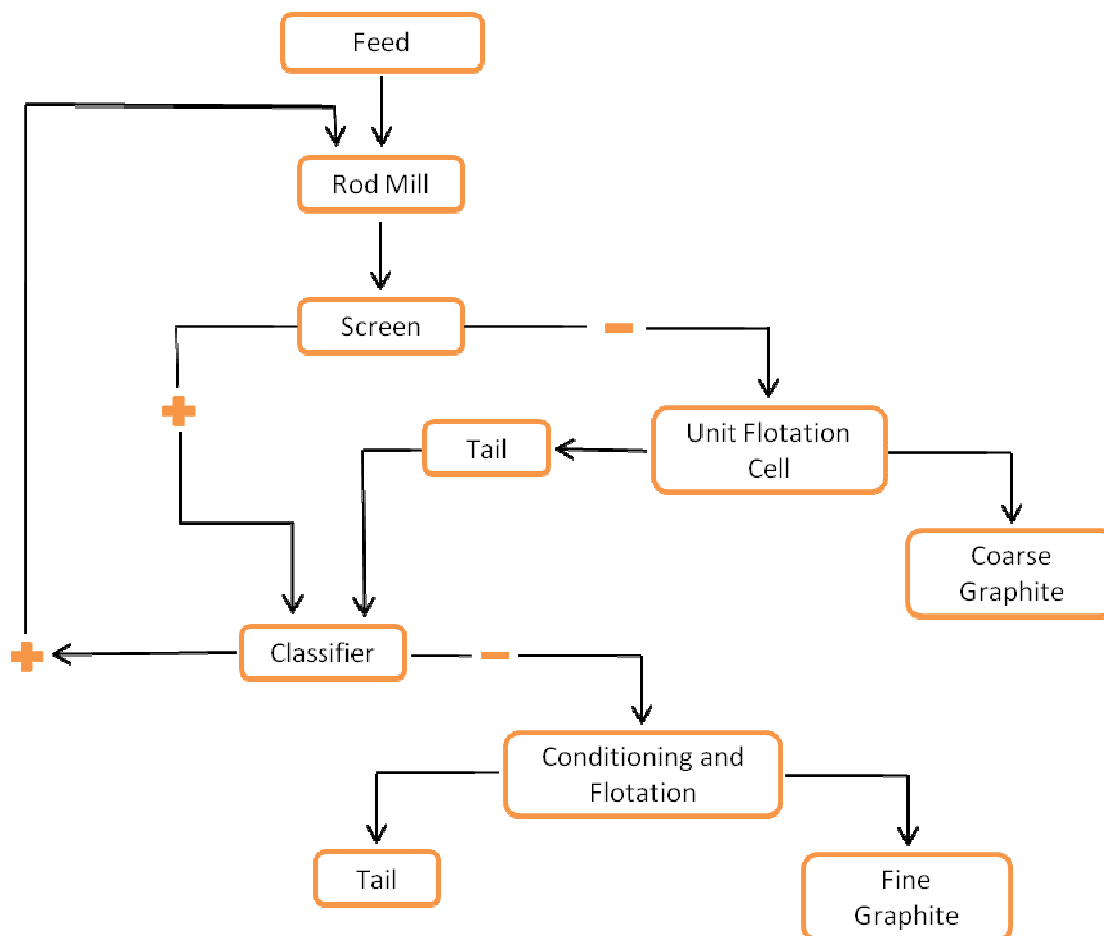 Feed
Rod Mill
Screen
Unit Flotation
Cell
Tail
Coarse
Graphite
Classifier
Conditioning and
Flotation
Tail
Fine
Graphite